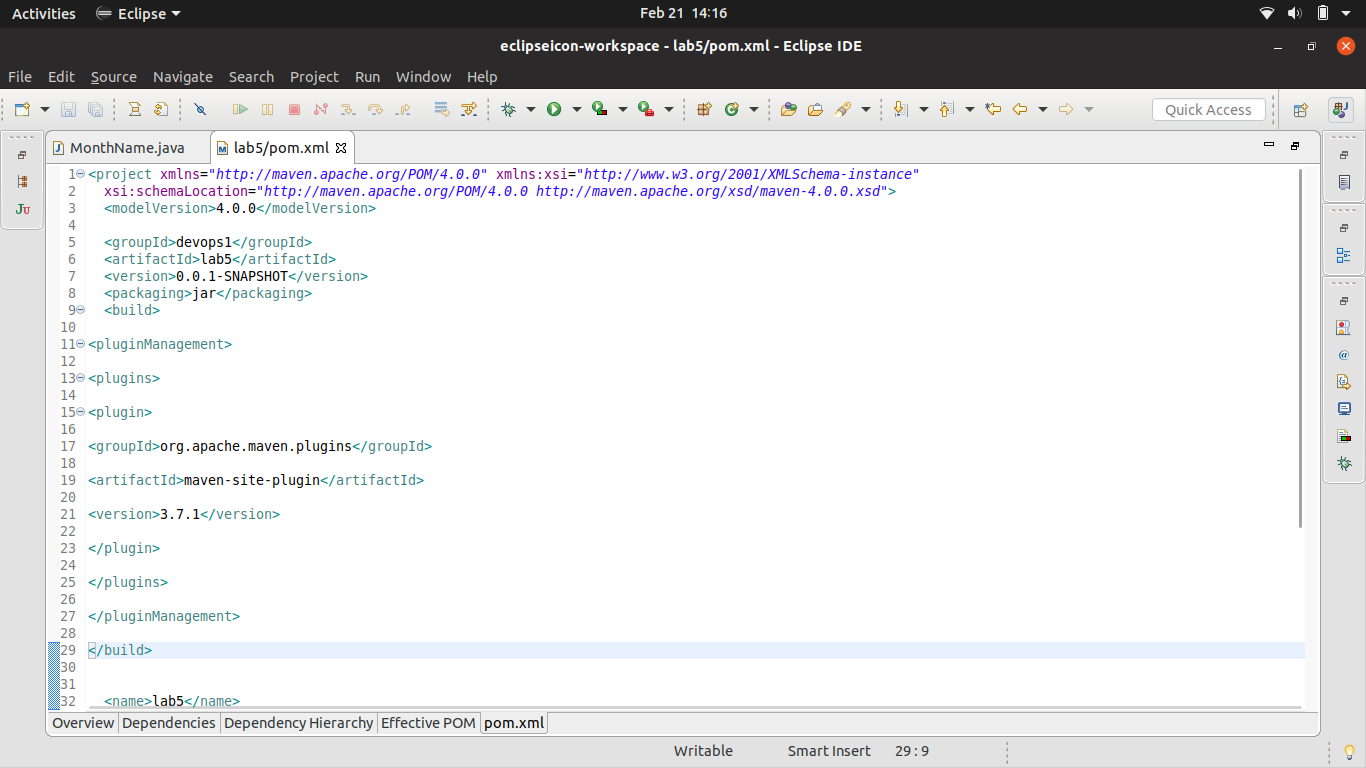 Activities Eclipse Feb 21 14:16
eclipseicon-workspace - lab5/pom.xml - Eclipse IDE
File Edit Source Navigate Search Project Run Window Help
Quick Access
MonthName.java lab5/pom.xml
1 <project xmlns="http://maven.apache.org/POM/4.0.0" xmlns:xsi="http://www.w3.org/2001/XMLSchema-instance"
2 xsi:schemaLocation="http://maven.apache.org/POM/4.0.0 http://maven.apache.org/xsd/maven-4.0.0.xsd">
3 <modelVersion>4.0.0</modelVersion>
4
5 <groupId>devops1</groupId>
6 <artifactId>lab5</artifactId>
7 <version>0.0.1-SNAPSHOT</version>
8 <packaging>jar</packaging>
9 <build>
10
11 <pluginManagement>
12
13 <plugins>
14
15 <plugin>
16
17 <groupId>org.apache.maven.plugins</groupId>
18
19 <artifactId>maven-site-plugin</artifactId>
20
21 <version>3.7.1</version>
22
23 </plugin>
24
25 </plugins>
26
27 </pluginManagement>
28
29 </build>
30
31
32 <name>lab5</name>
Overview Dependencies Dependency Hierarchy Effective POM pom.xml
Writable Smart Insert 29 : 9